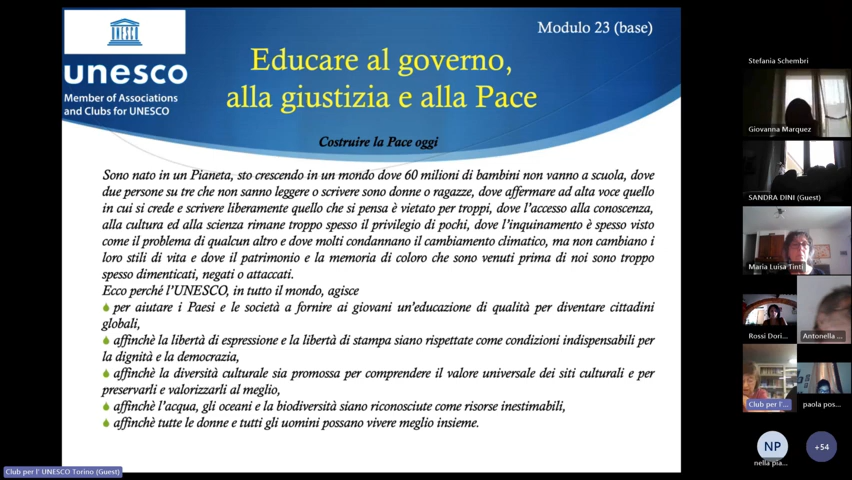 Modulo 23 (base)
unesco
Member of Associations
and Clubs for UNESCO
Educare al governo,
alla giustizia e alla Pace
Costruire la Pace oggi
Sono nato in un Pianeta, sto crescendo in un mondo dove 60 milioni di bambini non vanno a scuola, dove
due persone su tre che non sanno leggere o scrivere sono donne o ragazze, dove affermare ad alta voce quello
in cui si crede e scrivere liberamente quello che si pensa è vietato per troppi, dove l'accesso alla conoscenza,
alla cultura ed alla scienza rimane troppo spesso il privilegio di pochi, dove l'inquinamento è spesso visto
come il problema di qualcun altro e dove molti condannano il cambiamento climatico, ma non cambiano i
loro stili di vita e dove il patrimonio e la memoria di coloro che sono venuti prima di noi sono troppo
spesso dimenticati, negati o attaccati.
Ecco perché l'UNESCO, in tutto il mondo, agisce
per aiutare i Paesi e le società a fornire ai giovani un'educazione di qualità per diventare cittadini
globali,
affinchè la libertà di espressione e la libertà di stampa siano rispettate come condizioni indispensabili per
la dignità e la democrazia,
affinchè la diversità culturale sia promossa per comprendere il valore universale dei siti culturali e per
preservarli e valorizzarli al meglio,
affinchè l'acqua, gli oceani e la biodiversità siano riconosciute come risorse inestimabili,
affinchè tutte le donne e tutti gli uomini possano vivere meglio insieme.
Club per l' UNESCO Torino (Guest)
Stefania Schembri
Giovanna Marquez
SANDRA DINI (Guest)
Maria Luisa Tinti
Rossi Dori...
Antonella ...
Club per l'...
paola pos...
NP
nella pia...
+54